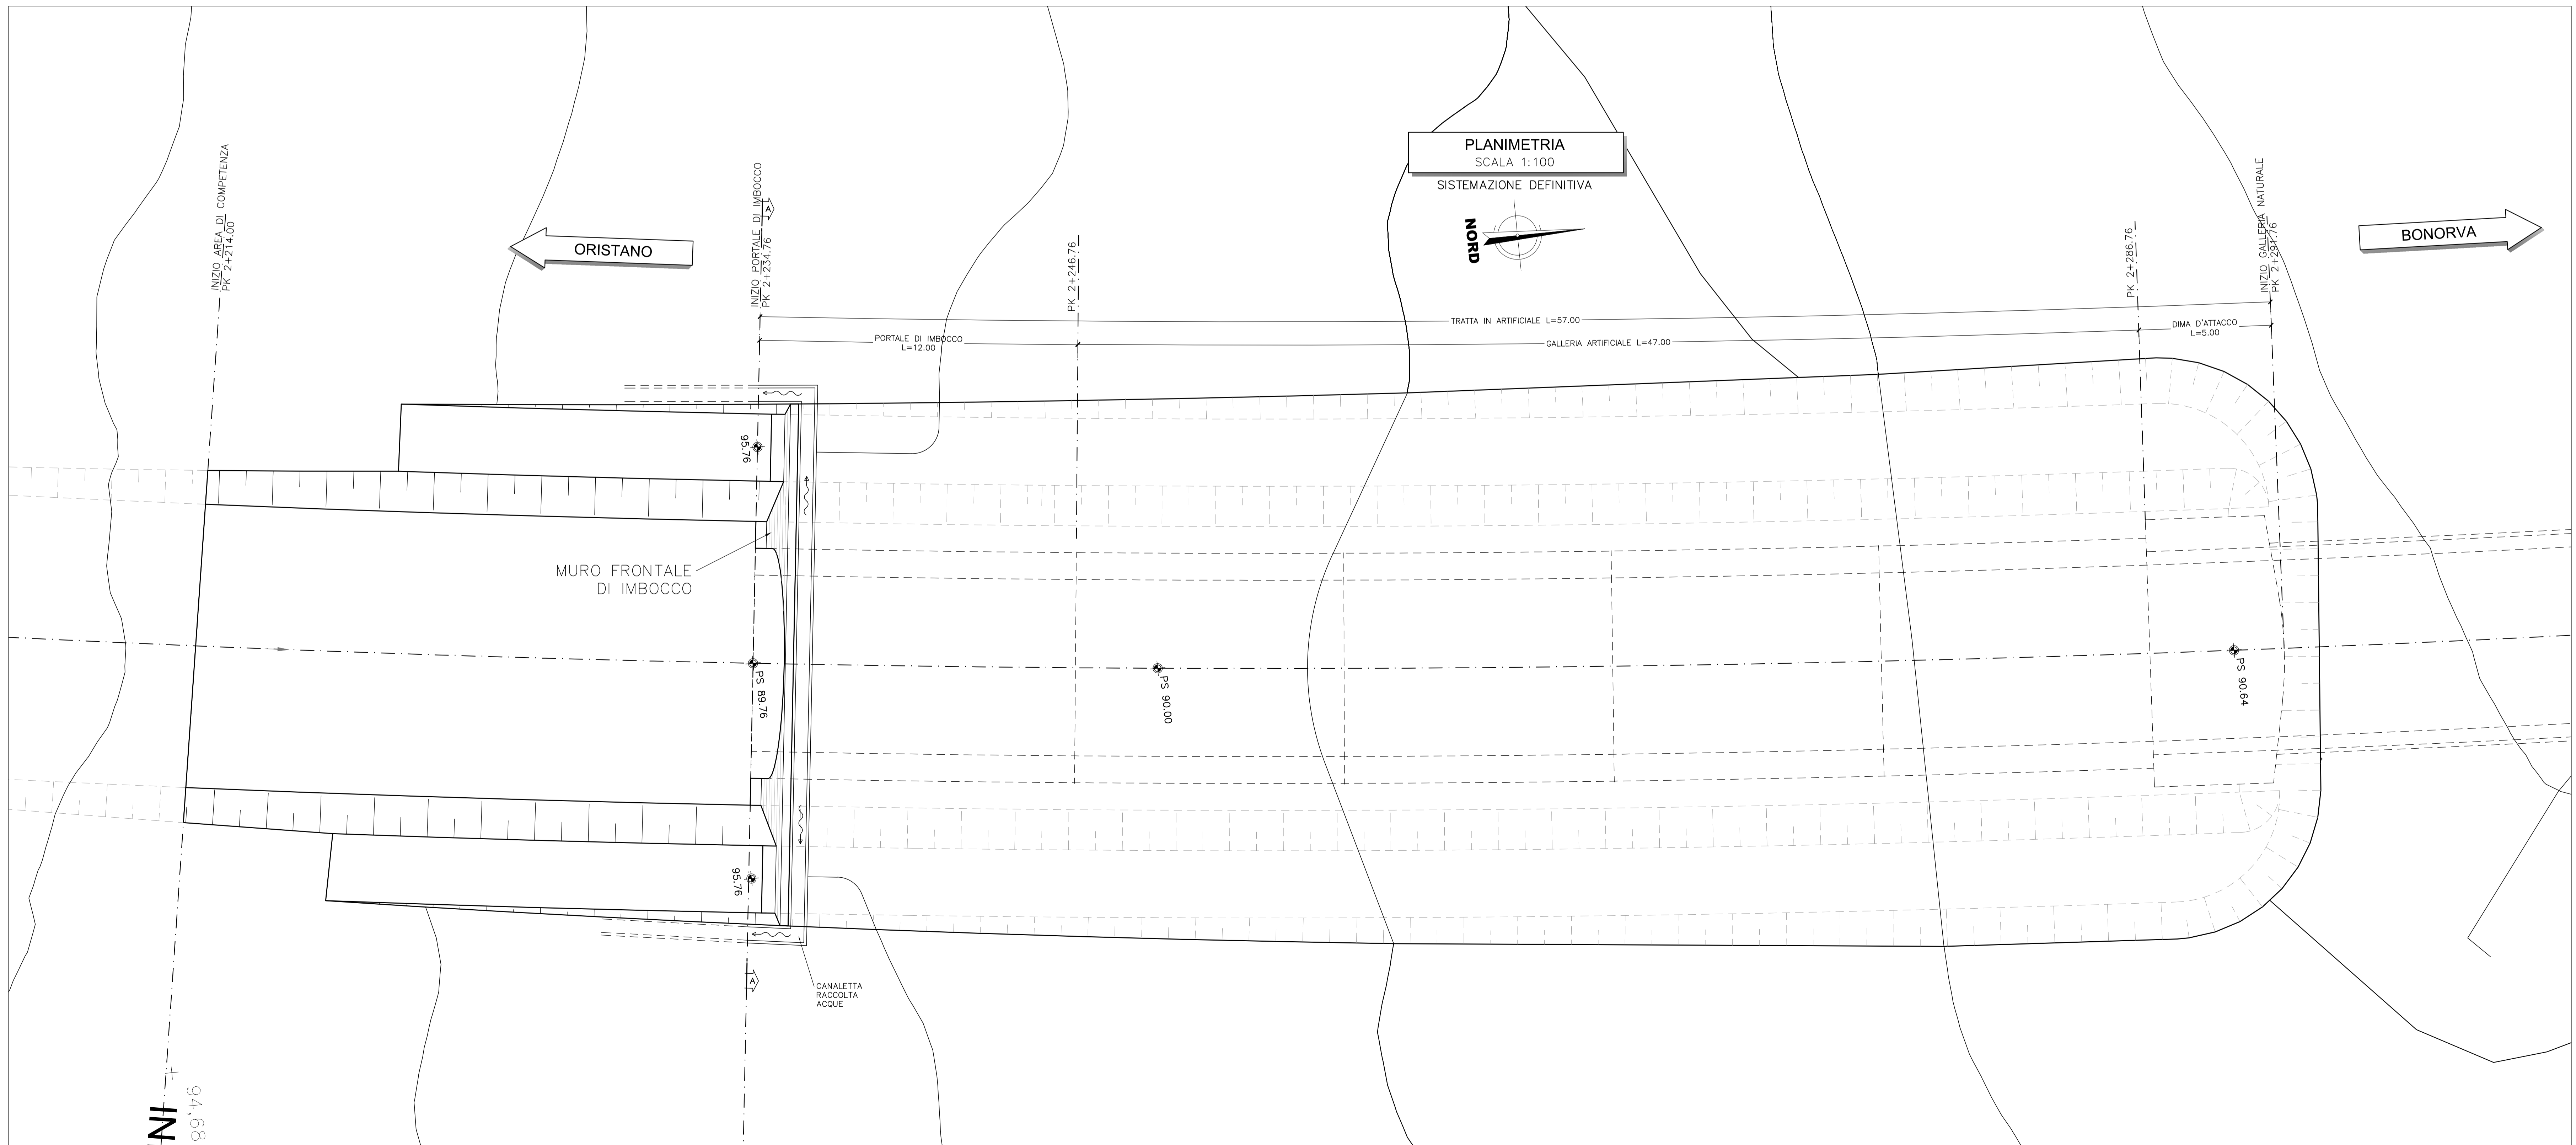 PLANIMETRIA
SCALA 1:100
SISTEMAZIONE DEFINITIVA
NORD
INIZIO AREA DI COMPETENZA
PK 2+214.00
ORISTANO
INIZIO PORTALE DI IMBOCCO
PK 2+234.76
A
PK 2+246.76
PK 2+286.76
INIZIO GALLERIA NATURALE
PK 2+291.76
BONORVA
TRATTA IN ARTIFICIALE L=57.00
PORTALE DI IMBOCCO
L=12.00
GALLERIA ARTIFICIALE L=47.00
DIMA D'ATTACCO
L=5.00
95.76
MURO FRONTALE
DI IMBOCCO
PS 89.76
PS 90.00
PS 90.64
95.76
A
CANALETTA
RACCOLTA
ACQUE
94,68
IN